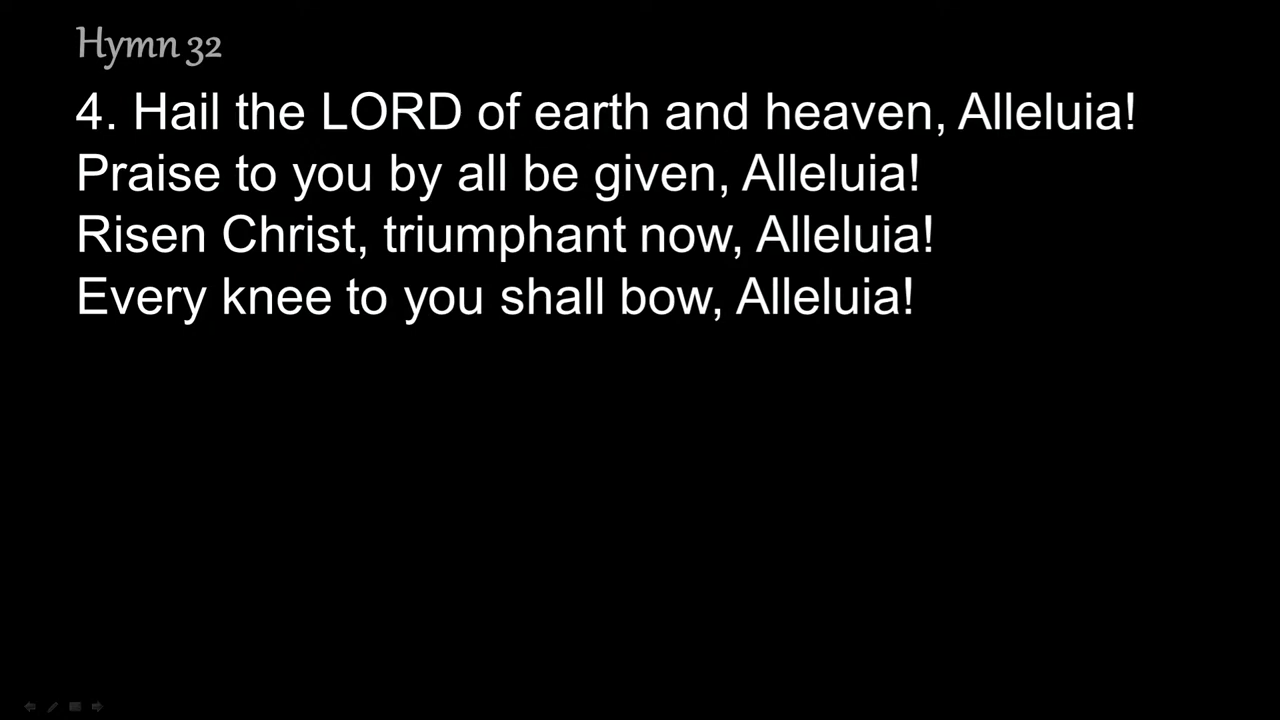 Hymn 32
4. Hail the LORD of earth and heaven, Alleluia!
Praise to you by all be given, Alleluia!
Risen Christ, triumphant now, Alleluia!
Every knee to you shall bow, Alleluia!